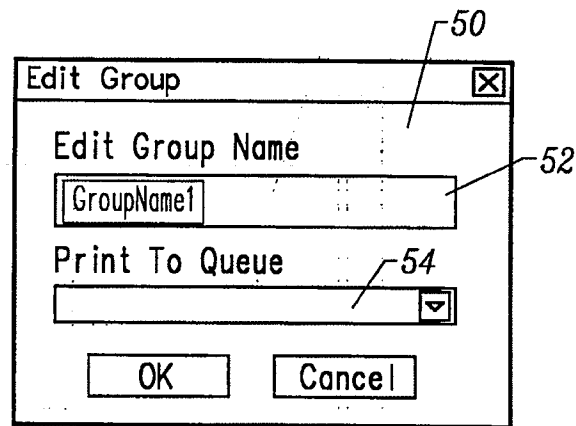 50
Edit Group
Edit Group Name
52
GroupName1
Print To Queue
54
OK Cancel